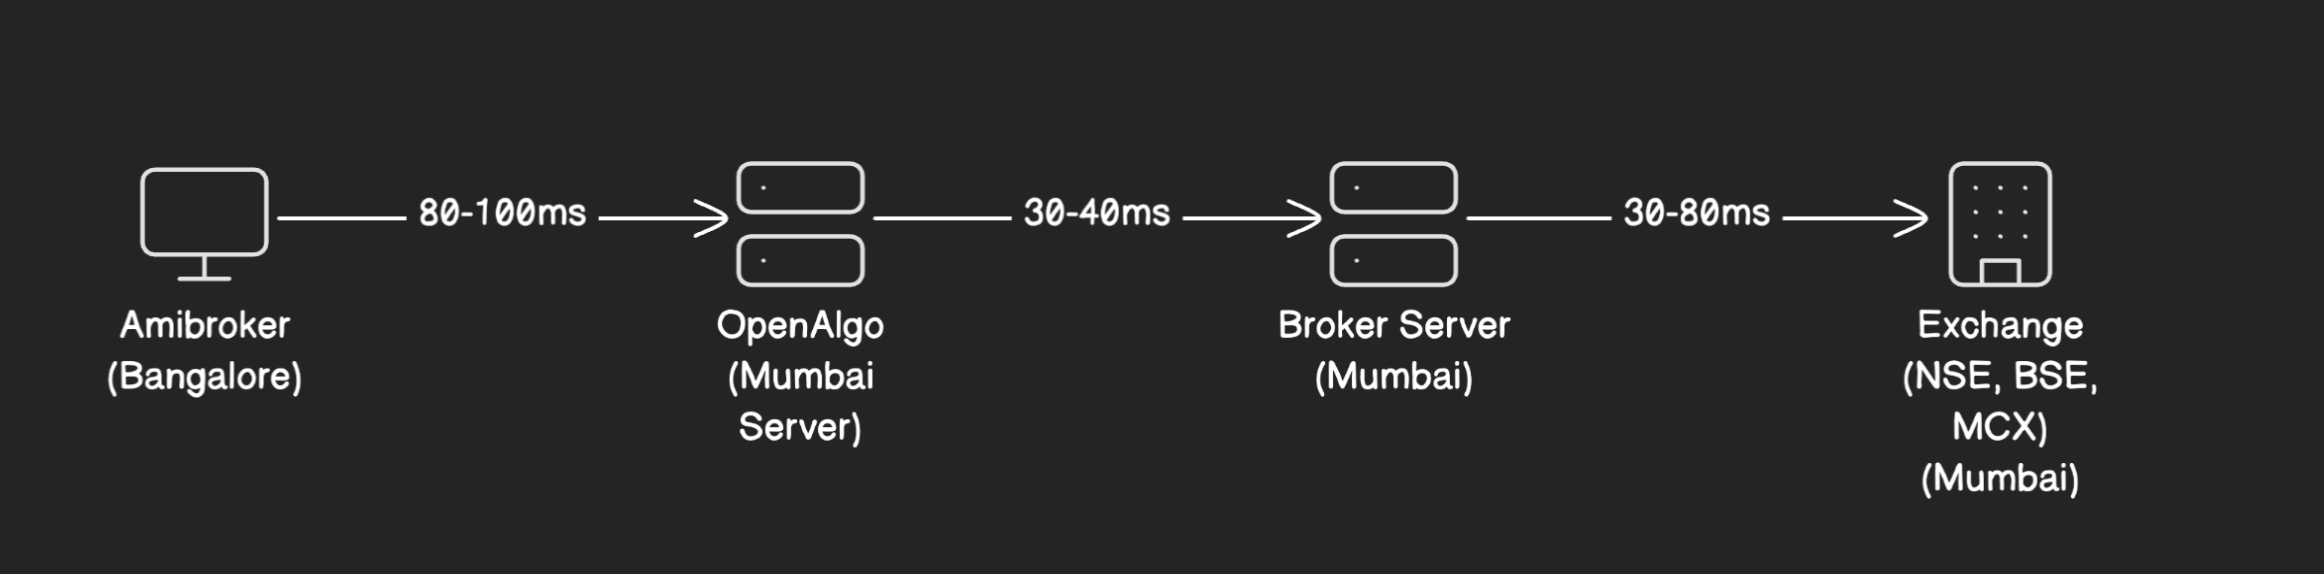 80-100ms
30-40ms
30-80ms
Amibroker
(Bangalore)
OpenAlgo
(Mumbai
Server)
Broker Server
(Mumbai)
Exchange
(NSE, BSE,
MCX)
(Mumbai)